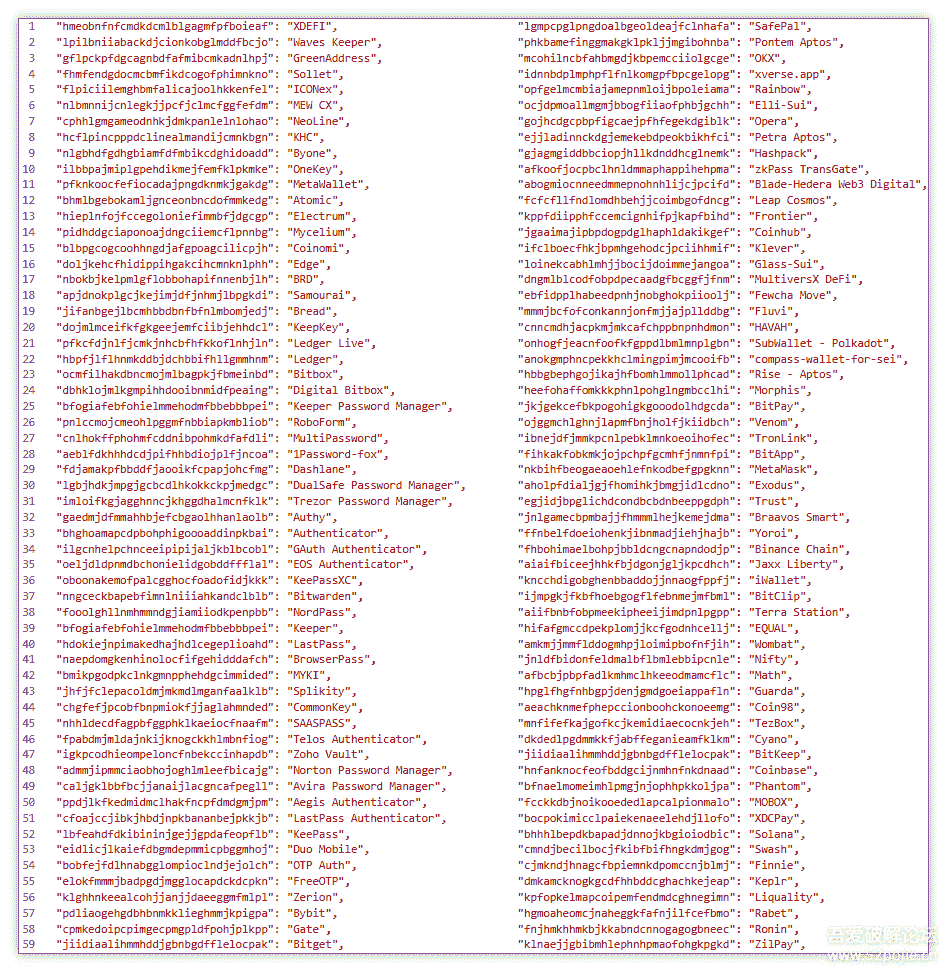 1 "hmeobnfnfcmdkdcmlblgagmfpfboieaf": "XDEFI", "lgmpcpglpngdoalbgeoldeajfclnhafa": "SafePal",
2 "lpilbniiabackdjcionkobglmddfbcjo": "Waves Keeper", "phkbamefinggmakgklpkljjmgibohnba": "Pontem Aptos",
3 "gflpckpfdgcagnbdfafmibcmkadnlhpj": "GreenAddress", "mcohilncbfahbmgdjkbpemcciiolgcge": "OKX",
4 "fhmfendgdocmcbmfikdcogofphimnkno": "Sollet", "idnnbdplmphpflfnlkomgpfbpcgelopg": "xverse.app",
5 "flpiciilemghbmfalicajoolhkkenfel": "ICONex", "opfgelmcmbiajamepnmloijbpoleiama": "Rainbow",
6 "nlbmnnijcnlegkjjpcfjclmcfggfefdm": "MEW CX", "ocjdpmoallmgmjbbogfiiaofphbjgchh": "Elli-Sui",
7 "cphhlgmgameodnhkjdmkpanlelnlohao": "NeoLine", "gojhcdgcpbpfigcaejpfhfegekdgiblk": "Opera",
8 "hcflpincpppdclinealmandijcmnkbgn": "KHC", "ejjladinnckdgjemekebdpeokbikhfci": "Petra Aptos",
9 "nlgbhdfgdhgbiamfdfmbikcdghidoadd": "Byone", "gjagmgiddbbciopjhllkdnddhcglnemk": "Hashpack",
10 "ilbbpajmiplgpehdikmejfemfklpkmke": "OneKey", "afkoofjocpbclhnldmmaphappihehpma": "zkPass TransGate",
11 "pfknkoocfefiocadajpngdknmkjgakdg": "MetaWallet", "abogmiocnneedmmepnohnhlijcjpcifd": "Blade-Hedera Web3 Digital",
12 "bhmlbgebokamljgnceonbncdofmmkedg": "Atomic", "fcfcfllfndlomdhbehjjcoimbgofdncg": "Leap Cosmos",
13 "hieplnfojfccegoloniefimmbfjdgcgp": "Electrum", "kppfdiipphfccemcignhifpjkapfbihd": "Frontier",
14 "pidhddgciaponoajdngciiemcflpnnbg": "Mycelium", "jgaaimajipbpdogpdglhaphldakikgef": "Coinhub",
15 "blbpgcogcoohhngdjafgpoagcilicpjh": "Coinomi", "ifclboecfhkjbpmhgehodcjpciihhmif": "Klever",
16 "doljkehcfhidippihgakcihcmnknlphh": "Edge", "loinekcabhlmhjjbocijdoimmejangoa": "Glass-Sui",
17 "nbokbjkelpmlgflobbohapifnnenbjlh": "BRD", "dngmlblcodfobpdpecaadgfbcggfjfnm": "MultiversX DeFi",
18 "apjdnokplgcjkejimjdfjnhmjlbpgkdi": "Samourai", "ebfidpplhabeedpnhjnobghokpiioolj": "Fewcha Move",
19 "jifanbgejlbcmhbbdbnfbfnlmbomjedj": "Bread", "mmmjbcfofconkannjonfmjjajpllddbg": "Fluvi",
20 "dojmlmceifkfgkgeejemfciibjehhdcl": "KeepKey", "cnncmdhjacpkmjmkcafchppbnpnhdmon": "HAVAH",
21 "pfkcfdjnlfjcmkjnhcbfhfkkoflnhjln": "Ledger Live", "onhogfjeacnfoofkfgppdlbmlmnplgbn": "SubWallet - Polkadot",
22 "hbpfjlflhnmkddbjdchbbifhllgmmhnm": "Ledger", "anokgmphncpekkhclmingpimjmcooifb": "compass-wallet-for-sei",
23 "ocmfilhakdbncmojmlbagpkjfbmeinbd": "Bitbox", "hbbgbephgojikajhfbomhlmmollphcad": "Rise - Aptos",
24 "dbhklojmlkgmpihhdooibnmidfpeaing": "Digital Bitbox", "heefohaffomkkkphnlpohglngmbcclhi": "Morphis",
25 "bfogiafebfohielmmehodmfbbebbbpei": "Keeper Password Manager", "jkjgekcefbkpogohigkgooodolhdgcda": "BitPay",
26 "pnlccmojcmeohlpggmfnbbiapkmbliob": "RoboForm", "ojggmchlghnjlapmfbnjholfjkiidbch": "Venom",
27 "cnlhokffphohmfcddnibpohmkdfafdli": "MultiPassword", "ibnejdfjmmkpcnlpebklmnkoeoihofec": "TronLink",
28 "aeblfdkhhhdcdjpifhhbdiojplfjncoa": "1Password-fox", "fihkakfobkmkjojpchpfgcmhfjnmnfpi": "BitApp",
29 "fdjamakpfbbddfjaooikfcpapjohcfmg": "Dashlane", "nkbihfbeogaeaoehlefnkodbefgpgknn": "MetaMask",
30 "lgbjhdkjmpgjgcbcdlhkokkckpjmedgc": "DualSafe Password Manager", "aholpfdialjgjfhomihkjbmgjidlcdno": "Exodus",
31 "imloifkgjagghnncjkhggdhalmcnfklk": "Trezor Password Manager", "egjidjbpglichdcondbcbdnbeeppgdph": "Trust",
32 "gaedmjdfmmahhbjefcbgaolhhanlaolb": "Authy", "jnlgamecbpmbajjfhmmmlhejkemejdma": "Braavos Smart",
33 "bhghoamapcdpbohphigoooaddinpkbai": "Authenticator", "ffnbelfdoeiohenkjibnmadjiehjhajb": "Yoroi",
34 "ilgcnhelpchnceeipipijaljkblbcobl": "GAuth Authenticator", "fhbohimaelbohpjbbldcngcnapndodjp": "Binance Chain",
35 "oeljdldpnmdbchonielidgobddffflal": "EOS Authenticator", "aiaifbiceejhhkfbjdgonjgljkpcdhch": "Jaxx Liberty",
36 "oboonakemofpalcgghocfoadofidjkkk": "KeePassXC", "kncchdigobghenbbaddojjnnaogfppfj": "iWallet",
37 "nngceckbapebfimnlniiiahkandclblb": "Bitwarden", "ijmpgkjfkbfhoebgogflfebnmejmfbml": "BitClip",
38 "fooolghllnmhmmndgjiamiiodkpenpbb": "NordPass", "aiifbnbfobpmeekipheeijimdpnlpgpp": "Terra Station",
39 "bfogiafebfohielmmehodmfbbebbbpei": "Keeper", "hifafgmccdpekplomjjkcfgodnhcellj": "EQUAL",
40 "hdokiejnpimakedhajhdlcegeplioahd": "LastPass", "amkmjjmmflddogmhpjloimipbofnfjih": "Wombat",
41 "naepdomgkenhinolocfifgehidddafch": "BrowserPass", "jnldfbidonfeldmalbflbmlebbipcnle": "Nifty",
42 "bmikpgodpkclnkgmnpphehdgcimmided": "MYKI", "afbcbjpbpfadlkmhmclhkeeodmamcflc": "Math",
43 "jhfjfclepacoldmjmkmdlmganfaalklb": "Splikity", "hpglfhgfnhbgpjdenjgmdgoeiappafln": "Guarda",
44 "chgfefjpcobfbnpmiokfjjaglahmnded": "CommonKey", "aeachknmefphepccionboohckonoeemg": "Coin98",
45 "nhhldecdfagpbfggphklkaeiocfnaafm": "SAASPASS", "mnfifefkajgofkcjkemidiaecocnkjeh": "TezBox",
46 "fpabdmjmldajnkijknogckkhlmbnfiog": "Telos Authenticator", "dkdedlpgdmmkkfjabffeganieamfklkm": "Cyano",
47 "igkpcodhieompeloncfnbekccinhapdb": "Zoho Vault", "jiidiaalihmmhddjgbnbgdfflelocpak": "BitKeep",
48 "admmjipmmciaobhojoghlmleefbicajg": "Norton Password Manager", "hnfanknocfeofbddgcijnmhnfnkdnaad": "Coinbase",
49 "caljgklbbfbcjjanaijlacgncafpegll": "Avira Password Manager", "bfnaelmomeimhlpmgjnjophhpkkoljpa": "Phantom",
50 "ppdjlkfkedmidmclhakfncpfdmdgmjpm": "Aegis Authenticator", "fcckkdbjnoikooededlapcalpionmalo": "MOBOX",
51 "cfoajccjibkjhbdjnpkbananbejpkkjb": "LastPass Authenticator", "bocpokimicclpaiekenaeelehdjllofo": "XDCPay",
52 "lbfeahdfdkibininjgejjgpdafeopflb": "KeePass", "bhhhlbepdkbapadjdnnojkbgioiodbic": "Solana",
53 "eidlicjlkaiefdbgmdepmmicpbggmhoj": "Duo Mobile", "cmndjbecilbocjfkibfbifhngkdmjgog": "Swash",
54 "bobfejfdlhnabgglompioclndjejolch": "OTP Auth", "cjmkndjhnagcfbpiemnkdpomccnjblmj": "Finnie",
55 "elokfmmmjbadpgdjmgglocapdckdcpkn": "FreeOTP", "dmkamcknogkgcdfhhbddcghachkejeap": "Keplr",
56 "klghhnkeealcohjjanjjdaeeggmfmlpl": "Zerion", "kpfopkelmapcoipemfendmdcghnegimn": "Liquality",
57 "pdliaogehgdbhbnmkklieghmmjkpigpa": "Bybit", "hgmoaheomcjnaheggkfafnjilfcefbmo": "Rabet",
58 "cpmkedoipcpimgecpmgpldfpohjplkpp": "Gate", "fnjhmkhhmkbjkkabndcnnogagogbneec": "Ronin",
59 "jiidiaalihmmhddjgbnbgdfflelocpak": "Bitget", "klnaejjgbibmhlephnhpmaofohgkpgkd": "ZilPay",
吾爱破解论坛
www.52pojie.cn